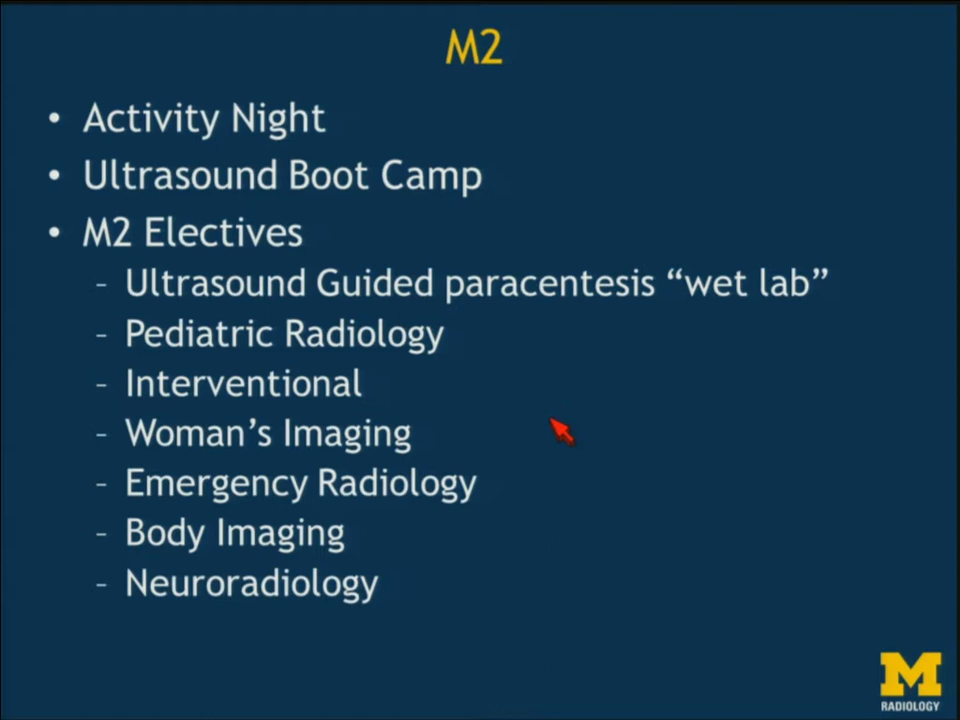 M2
• Activity Night
• Ultrasound Boot Camp
• M2 Electives
– Ultrasound Guided paracentesis “wet lab”
– Pediatric Radiology
– Interventional
– Woman’s Imaging
– Emergency Radiology
– Body Imaging
– Neuroradiology
M
RADIOLOGY